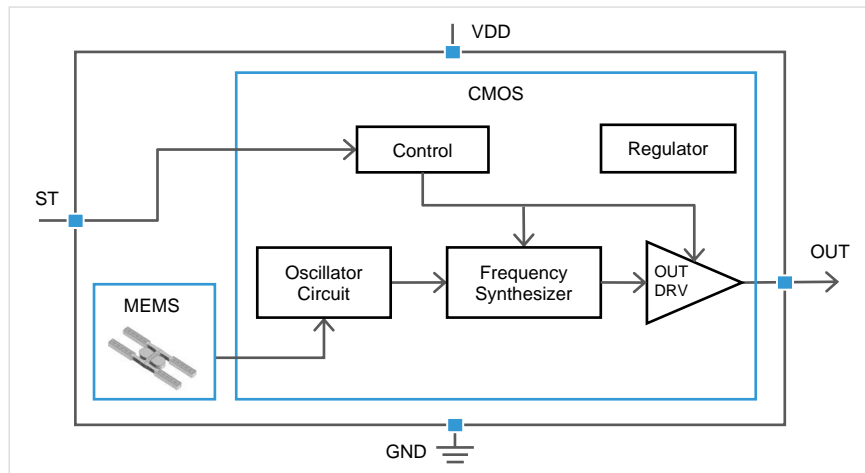 VDD
CMOS
Control
Regulator
ST
OUT
Oscillator
Circuit
Frequency
Synthesizer
OUT
DRV
MEMS
GND